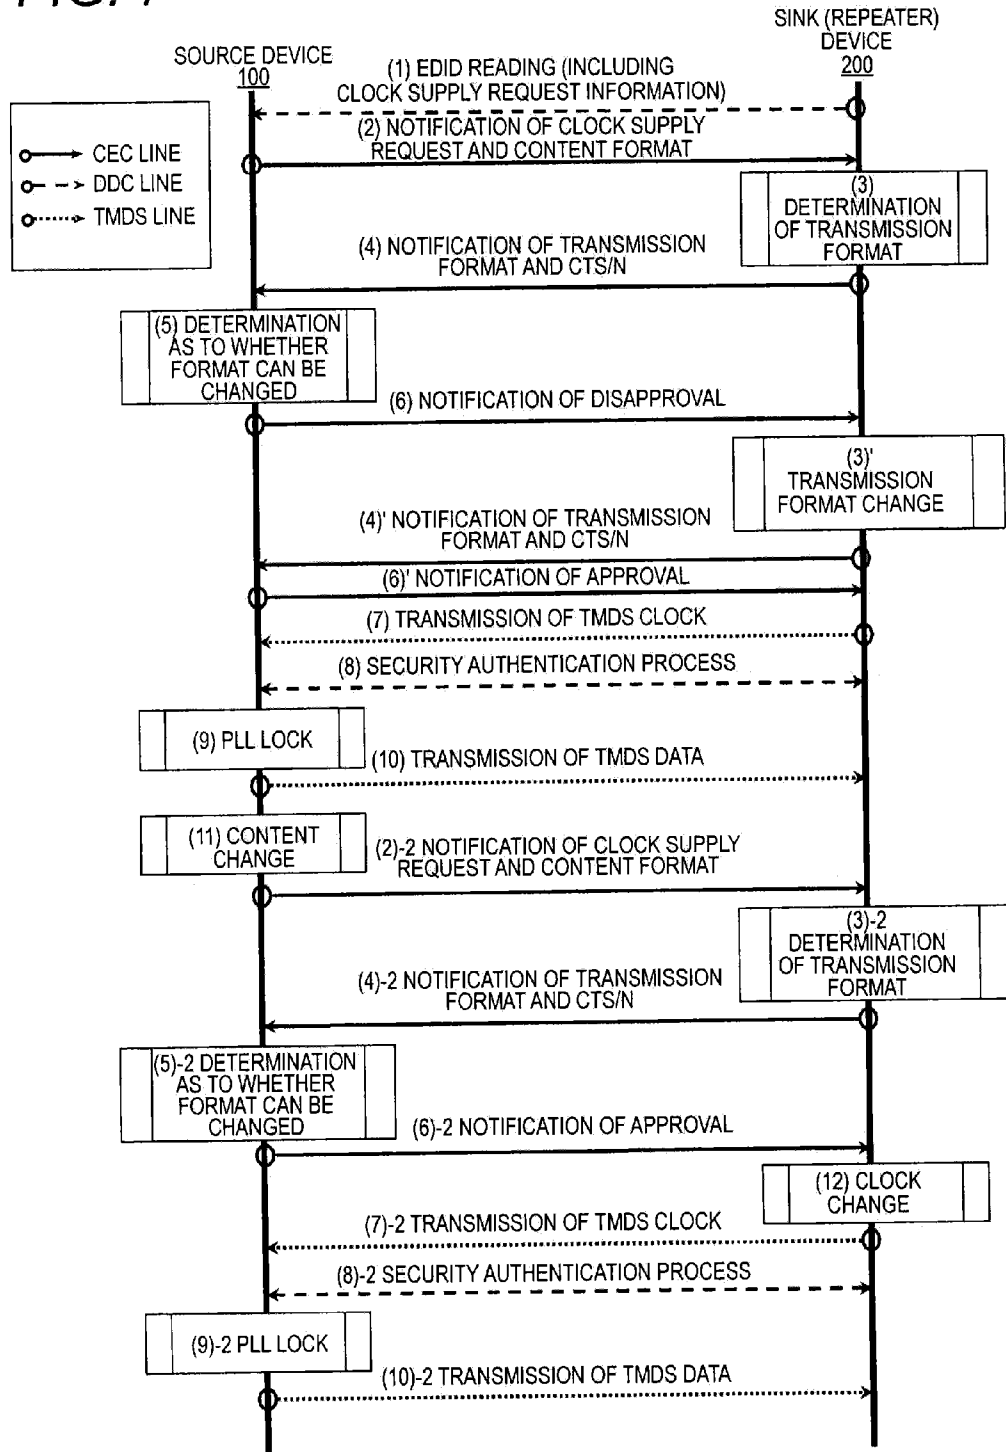 SOURCE DEVICE
100
SINK (REPEATER)
DEVICE
200
CEC LINE
DDC LINE
TMDS LINE
(1) EDID READING (INCLUDING
CLOCK SUPPLY REQUEST INFORMATION)
(2) NOTIFICATION OF CLOCK SUPPLY
REQUEST AND CONTENT FORMAT
(3)
DETERMINATION
OF TRANSMISSION
FORMAT
(4) NOTIFICATION OF TRANSMISSION
FORMAT AND CTS/N
(5) DETERMINATION
AS TO WHETHER
FORMAT CAN BE
CHANGED
(6) NOTIFICATION OF DISAPPROVAL
(3)'
TRANSMISSION
FORMAT CHANGE
(4)' NOTIFICATION OF TRANSMISSION
FORMAT AND CTS/N
(6)' NOTIFICATION OF APPROVAL
(7) TRANSMISSION OF TMDS CLOCK
(8) SECURITY AUTHENTICATION PROCESS
(9) PLL LOCK
(10) TRANSMISSION OF TMDS DATA
(11) CONTENT
CHANGE
(2)-2 NOTIFICATION OF CLOCK SUPPLY
REQUEST AND CONTENT FORMAT
(3)-2
DETERMINATION
OF TRANSMISSION
FORMAT
(4)-2 NOTIFICATION OF TRANSMISSION
FORMAT AND CTS/N
(5)-2 DETERMINATION
AS TO WHETHER
FORMAT CAN BE
CHANGED
(6)-2 NOTIFICATION OF APPROVAL
(12) CLOCK
CHANGE
(7)-2 TRANSMISSION OF TMDS CLOCK
(8)-2 SECURITY AUTHENTICATION PROCESS
(9)-2 PLL LOCK
(10)-2 TRANSMISSION OF TMDS DATA